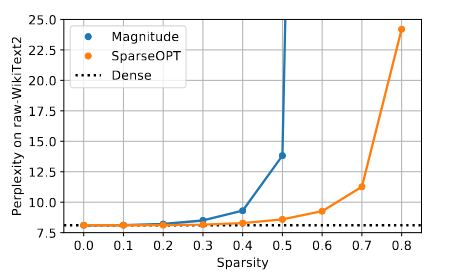 25.0
22.5
20.0
17.5
15.0
12.5
10.0
7.5
Perplexity on raw-WikiText2
Magnitude
SparseOPT
Dense
0.0 0.1 0.2 0.3 0.4 0.5 0.6 0.7 0.8
Sparsity